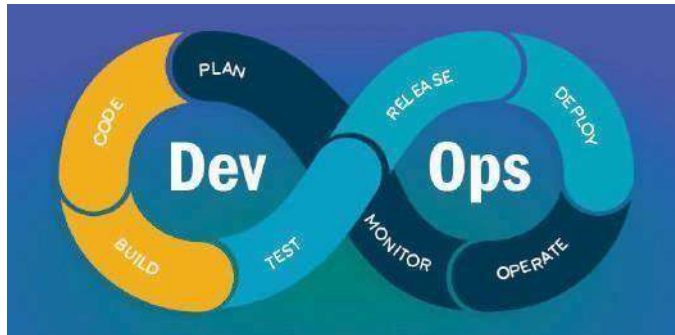 PLAN
CODE
BUILD
TEST
Dev
RELEASE
DEPLOY
OPERATE
MONITOR
Ops